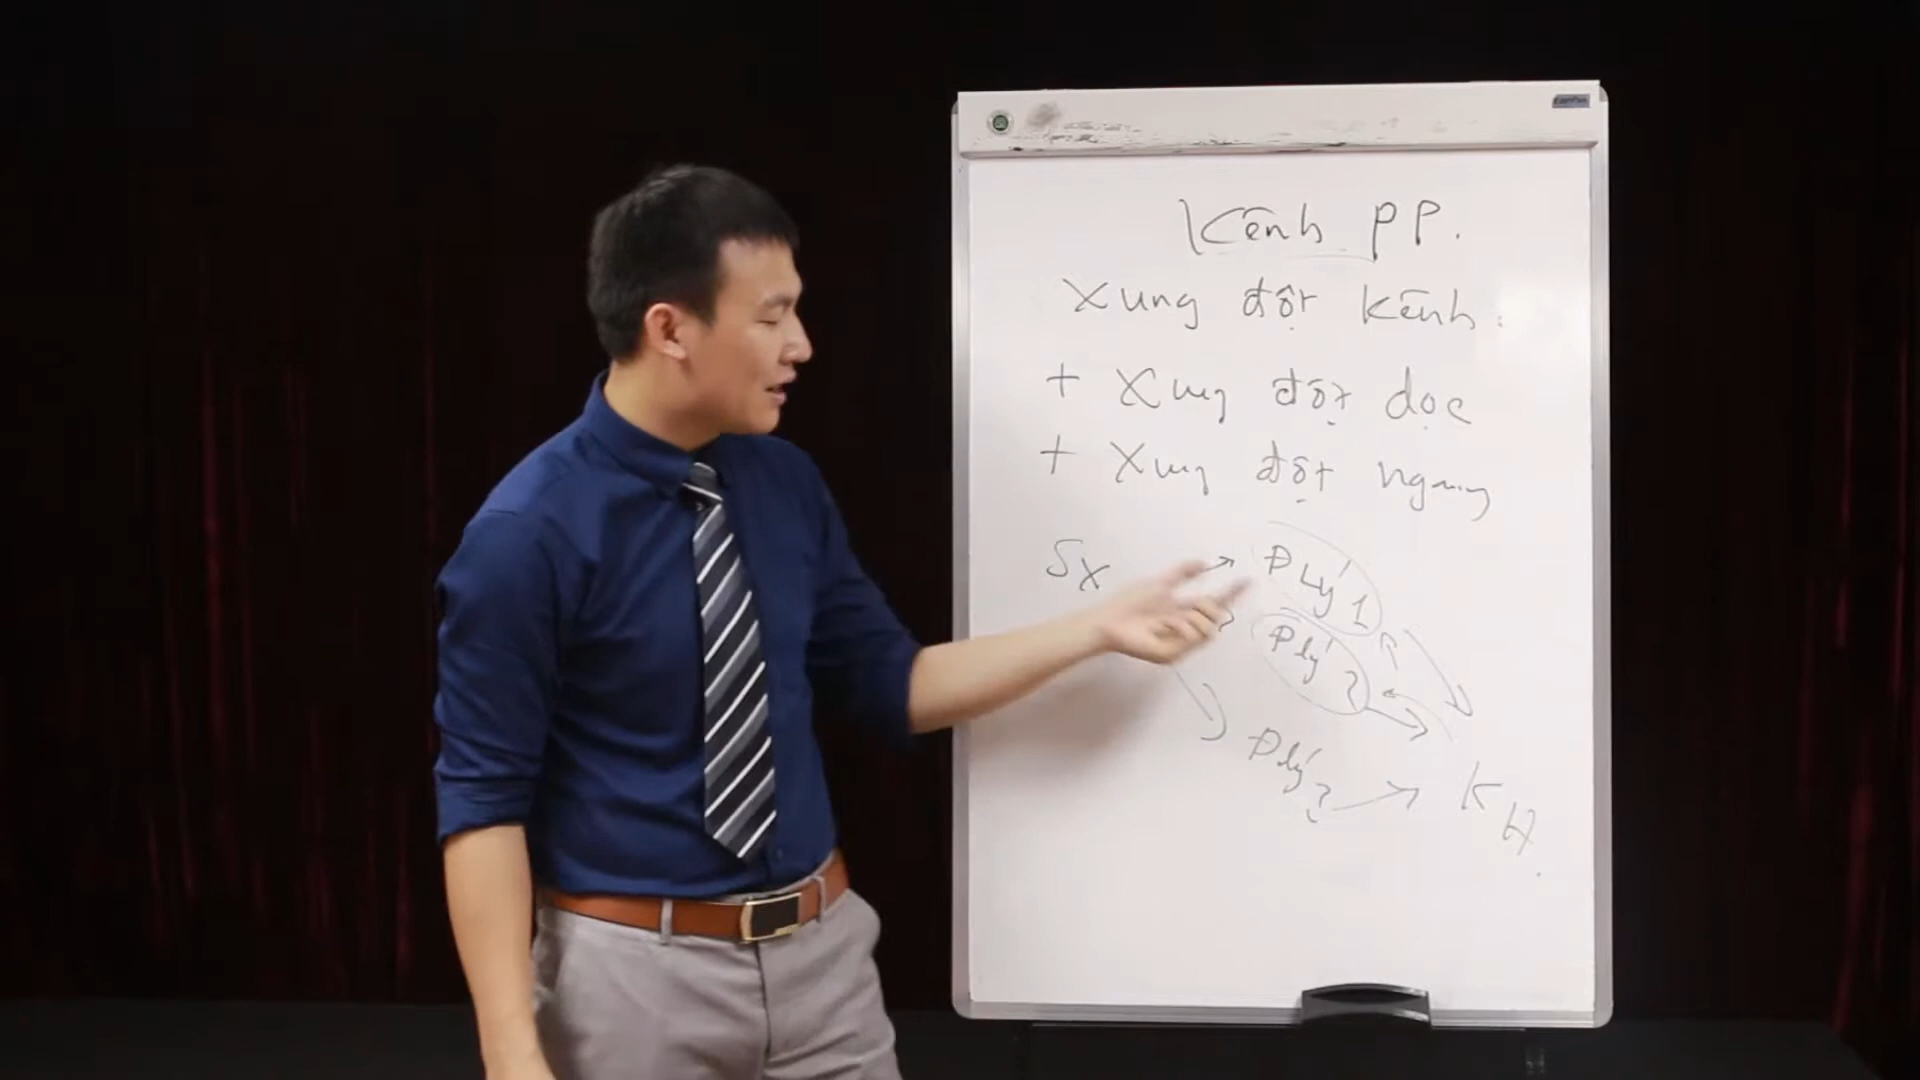 Kênh PP.
Xung đột kênh:
+ Xung đột dọc
+ Xung đột ngang
SX → ĐLý 1
Đlý 2
Đlý 3 → KH.